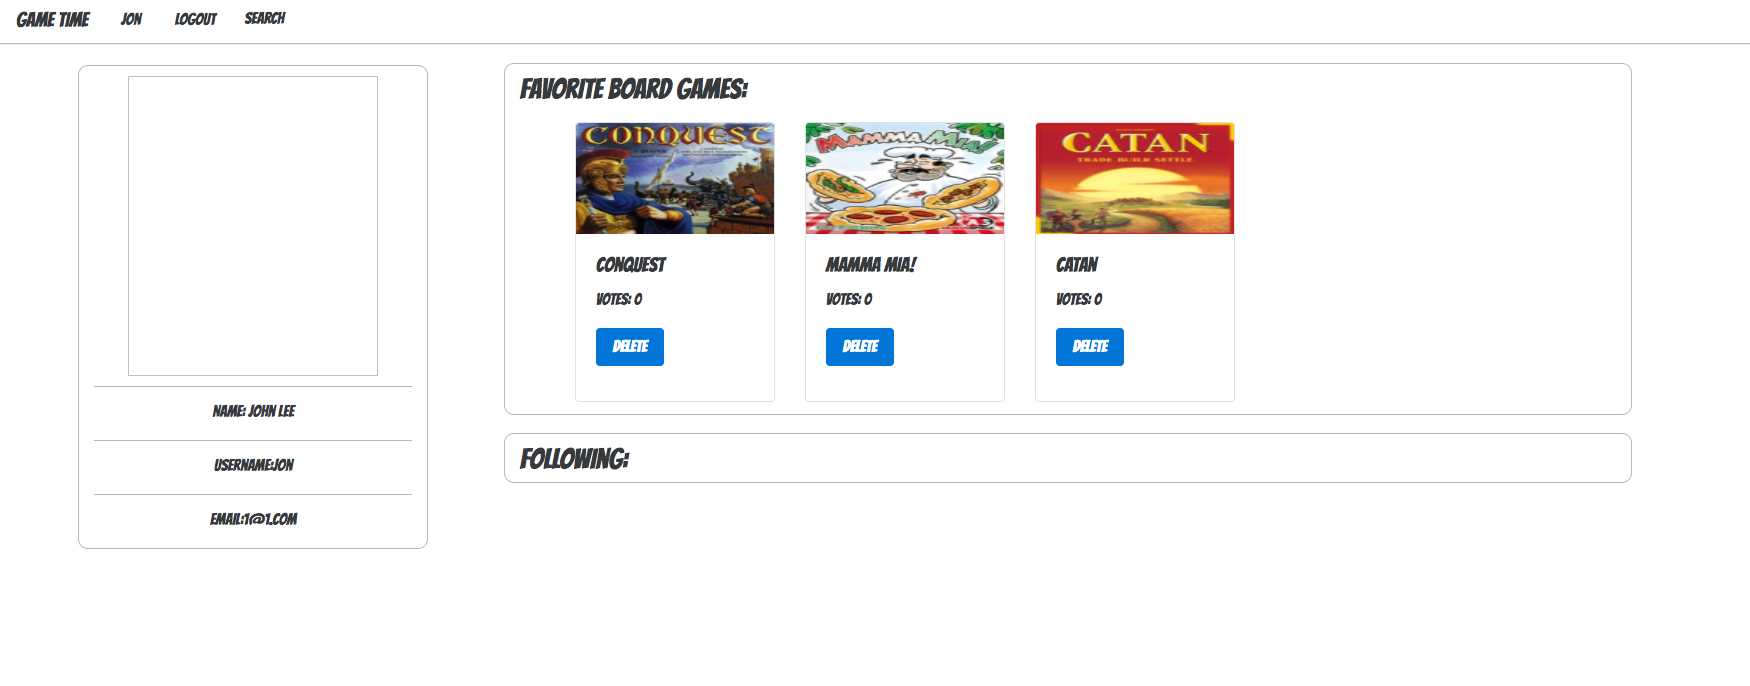 GAME TIME JON LOGOUT SEARCH
NAME: JOHN LEE
USERNAME:JON
EMAIL:1@1.COM
FAVORITE BOARD GAMES:
CONQUEST
CONQUEST
VOTES: 0
DELETE
MAMMA MIA!
MAMMA MIA!
VOTES: 0
DELETE
CATAN
TRADE BUILD SETTLE
CATAN
VOTES: 0
DELETE
FOLLOWING: